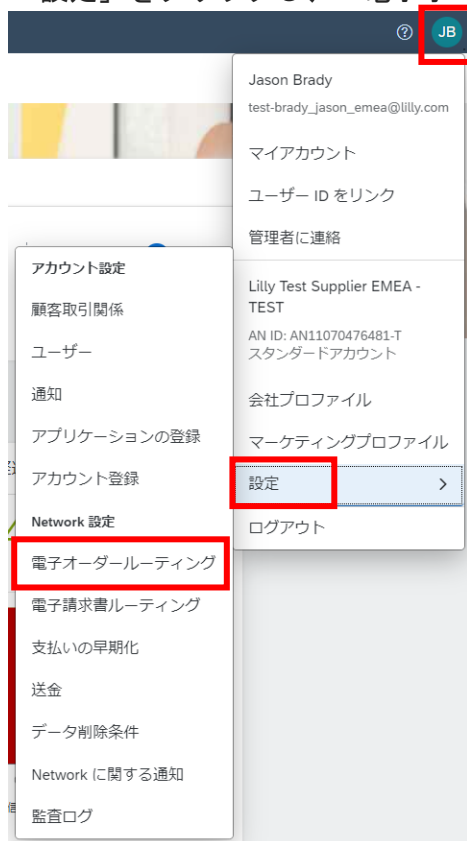 JB
Jason Brady
test-brady_jason_emea@lilly.com
マイアカウント
ユーザー ID をリンク
管理者に連絡
Lilly Test Supplier EMEA -
TEST
AN ID: AN11070476481-T
スタンダードアカウント
会社プロファイル
マーケティングプロファイル
設定
ログアウト
アカウント設定
顧客取引関係
ユーザー
通知
アプリケーションの登録
アカウント登録
Network 設定
電子オーダールーティング
電子請求書ルーティング
支払いの早期化
送金
データ削除条件
Network に関する通知
監査ログ